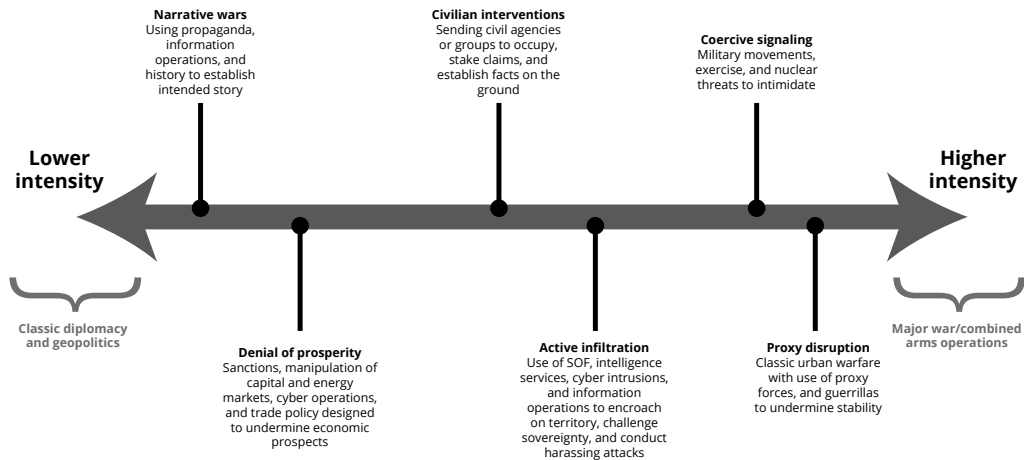 Narrative wars
Using propaganda,
information
operations, and
history to establish
intended story
Civilian interventions
Sending civil agencies
or groups to occupy,
stake claims, and
establish facts on the
ground
Coercive signaling
Military movements,
exercise, and nuclear
threats to intimidate
Lower
intensity
Higher
intensity
Classic diplomacy
and geopolitics
Major war/combined
arms operations
Denial of prosperity
Sanctions, manipulation of
capital and energy
markets, cyber operations,
and trade policy designed
to undermine economic
prospects
Active infiltration
Use of SOF, intelligence
services, cyber intrusions,
and information
operations to encroach
on territory, challenge
sovereignty, and conduct
harassing attacks
Proxy disruption
Classic urban warfare
with use of proxy
forces, and guerrillas
to undermine stability